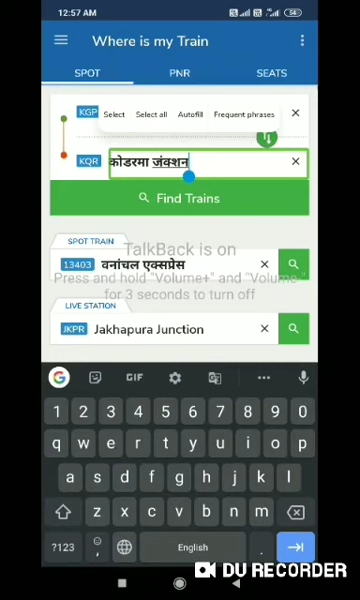 12:57 AM
56
Where is my Train
SPOT PNR SEATS
KGP
Select Select all Autofill Frequent phrases
KQR कोडरमा जंक्शन
Find Trains
SPOT TRAIN
TalkBack is on
13403 वनांचल एक्सप्रेस
Press and hold "Volume+" and "Volume-"
for 3 seconds to turn off
LIVE STATION
JKPR Jakhapura Junction
G GIF
1 2 3 4 5 6 7 8 9 0
q w e r t y u i o p
a s d f g h j k l
z x c v b n m
?123 , English .
DU RECORDER